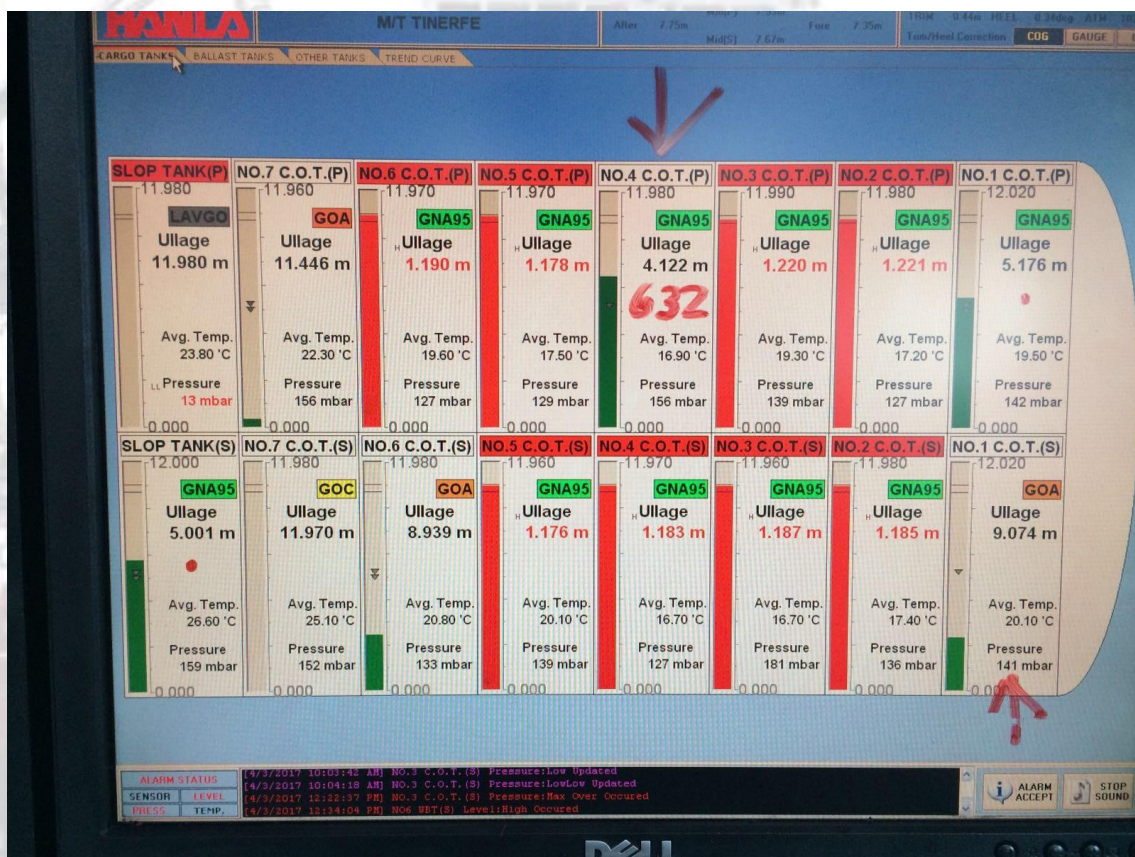 HANLA
M/T TINERFE
After 7.75m Fore 7.35m
Mid[S] 7.67m
TRIM 0.44m HEEL 0.34deg ATM
Trim/Heel Correction COG GAUGE
CARGO TANKS BALLAST TANKS OTHER TANKS TREND CURVE
SLOP TANK(P) NO.7 C.O.T.(P) NO.6 C.O.T.(P) NO.5 C.O.T.(P) NO.4 C.O.T.(P) NO.3 C.O.T.(P) NO.2 C.O.T.(P) NO.1 C.O.T.(P)
11.980 11.960 11.970 11.970 11.980 11.990 11.980 12.020
LAVGO GOA GNA95 GNA95 GNA95 GNA95 GNA95 GNA95
Ullage Ullage H Ullage H Ullage Ullage H Ullage H Ullage Ullage
11.980 m 11.446 m 1.190 m 1.178 m 4.122 m 1.220 m 1.221 m 5.176 m
632
Avg. Temp. Avg. Temp. Avg. Temp. Avg. Temp. Avg. Temp. Avg. Temp. Avg. Temp. Avg. Temp.
23.80 'C 22.30 'C 19.60 'C 17.50 'C 16.90 'C 19.30 'C 17.20 'C 19.50 'C
LL Pressure Pressure Pressure Pressure Pressure Pressure Pressure Pressure
13 mbar 156 mbar 127 mbar 129 mbar 156 mbar 139 mbar 127 mbar 142 mbar
0.000 0.000 0.000 0.000 0.000 0.000 0.000 0.000
SLOP TANK(S) NO.7 C.O.T.(S) NO.6 C.O.T.(S) NO.5 C.O.T.(S) NO.4 C.O.T.(S) NO.3 C.O.T.(S) NO.2 C.O.T.(S) NO.1 C.O.T.(S)
12.000 11.980 11.980 11.960 11.970 11.960 11.980 12.020
GNA95 GOC GOA GNA95 GNA95 GNA95 GNA95 GOA
Ullage Ullage Ullage H Ullage H Ullage H Ullage H Ullage Ullage
5.001 m 11.970 m 8.939 m 1.176 m 1.183 m 1.187 m 1.185 m 9.074 m
Avg. Temp. Avg. Temp. Avg. Temp. Avg. Temp. Avg. Temp. Avg. Temp. Avg. Temp. Avg. Temp.
26.60 'C 25.10 'C 20.80 'C 20.10 'C 16.70 'C 16.70 'C 17.40 'C 20.10 'C
Pressure Pressure Pressure Pressure Pressure Pressure Pressure Pressure
159 mbar 152 mbar 133 mbar 139 mbar 127 mbar 181 mbar 136 mbar 141 mbar
0.000 0.000 0.000 0.000 0.000 0.000 0.000 0.000
ALARM STATUS
SENSOR LEVEL
PRESS TEMP.
[4/3/2017 10:03:42 AM] NO.3 C.O.T.(S) Pressure:Low Updated
[4/3/2017 10:04:18 AM] NO.3 C.O.T.(S) Pressure:LowLow Updated
[4/3/2017 12:22:37 PM] NO.3 C.O.T.(S) Pressure:Max Over Occured
[4/3/2017 12:34:04 PM] NO6 WBT(S) Level:High Occured
ALARM ACCEPT
STOP SOUND
DELL